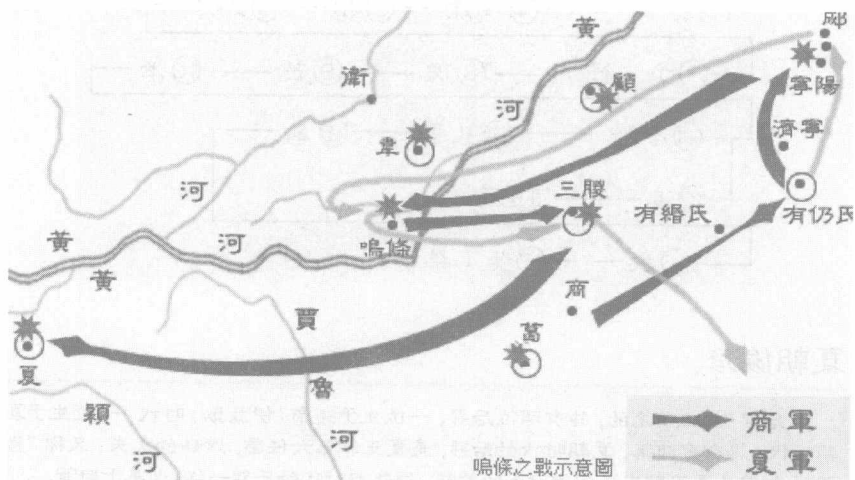 黃河
衛
顧
寧陽
濟寧
韋
三朡
有緡氏
有仍氏
河
鳴條
黃河
黃
商
賈魯河
葛
夏
潁河
商軍
夏軍
鳴條之戰示意圖